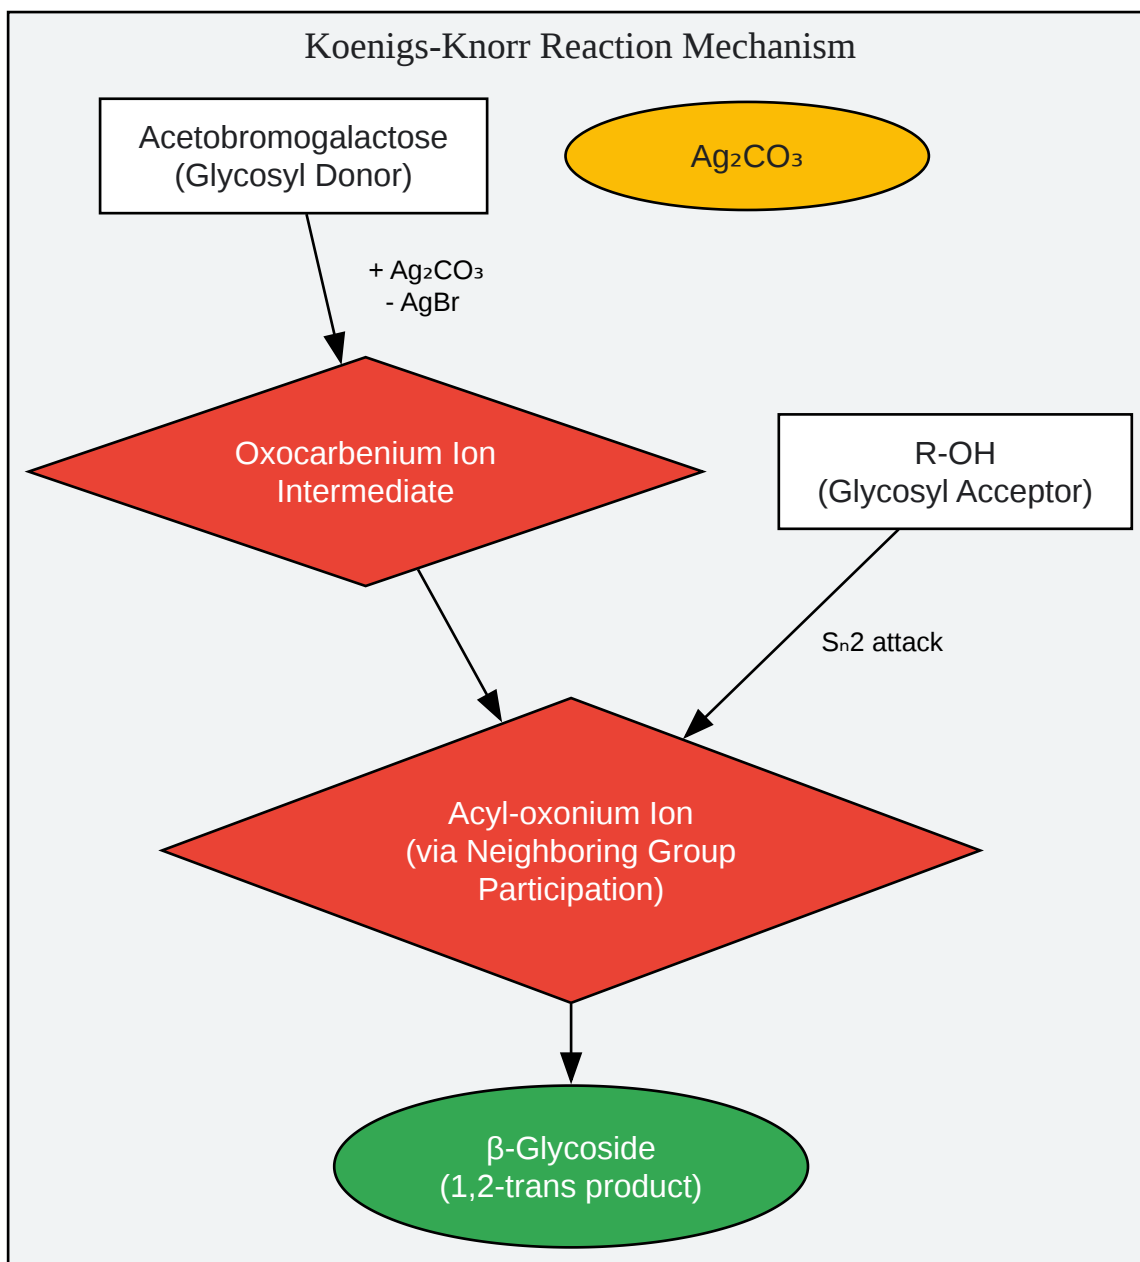 Koenigs-Knorr Reaction Mechanism
Acetobromogalactose
(Glycosyl Donor)
Ag₂CO₃
+ Ag₂CO₃
- AgBr
Oxocarbenium Ion
Intermediate
R-OH
(Glycosyl Acceptor)
Sₙ2 attack
Acyl-oxonium Ion
(via Neighboring Group
Participation)
β-Glycoside
(1,2-trans product)